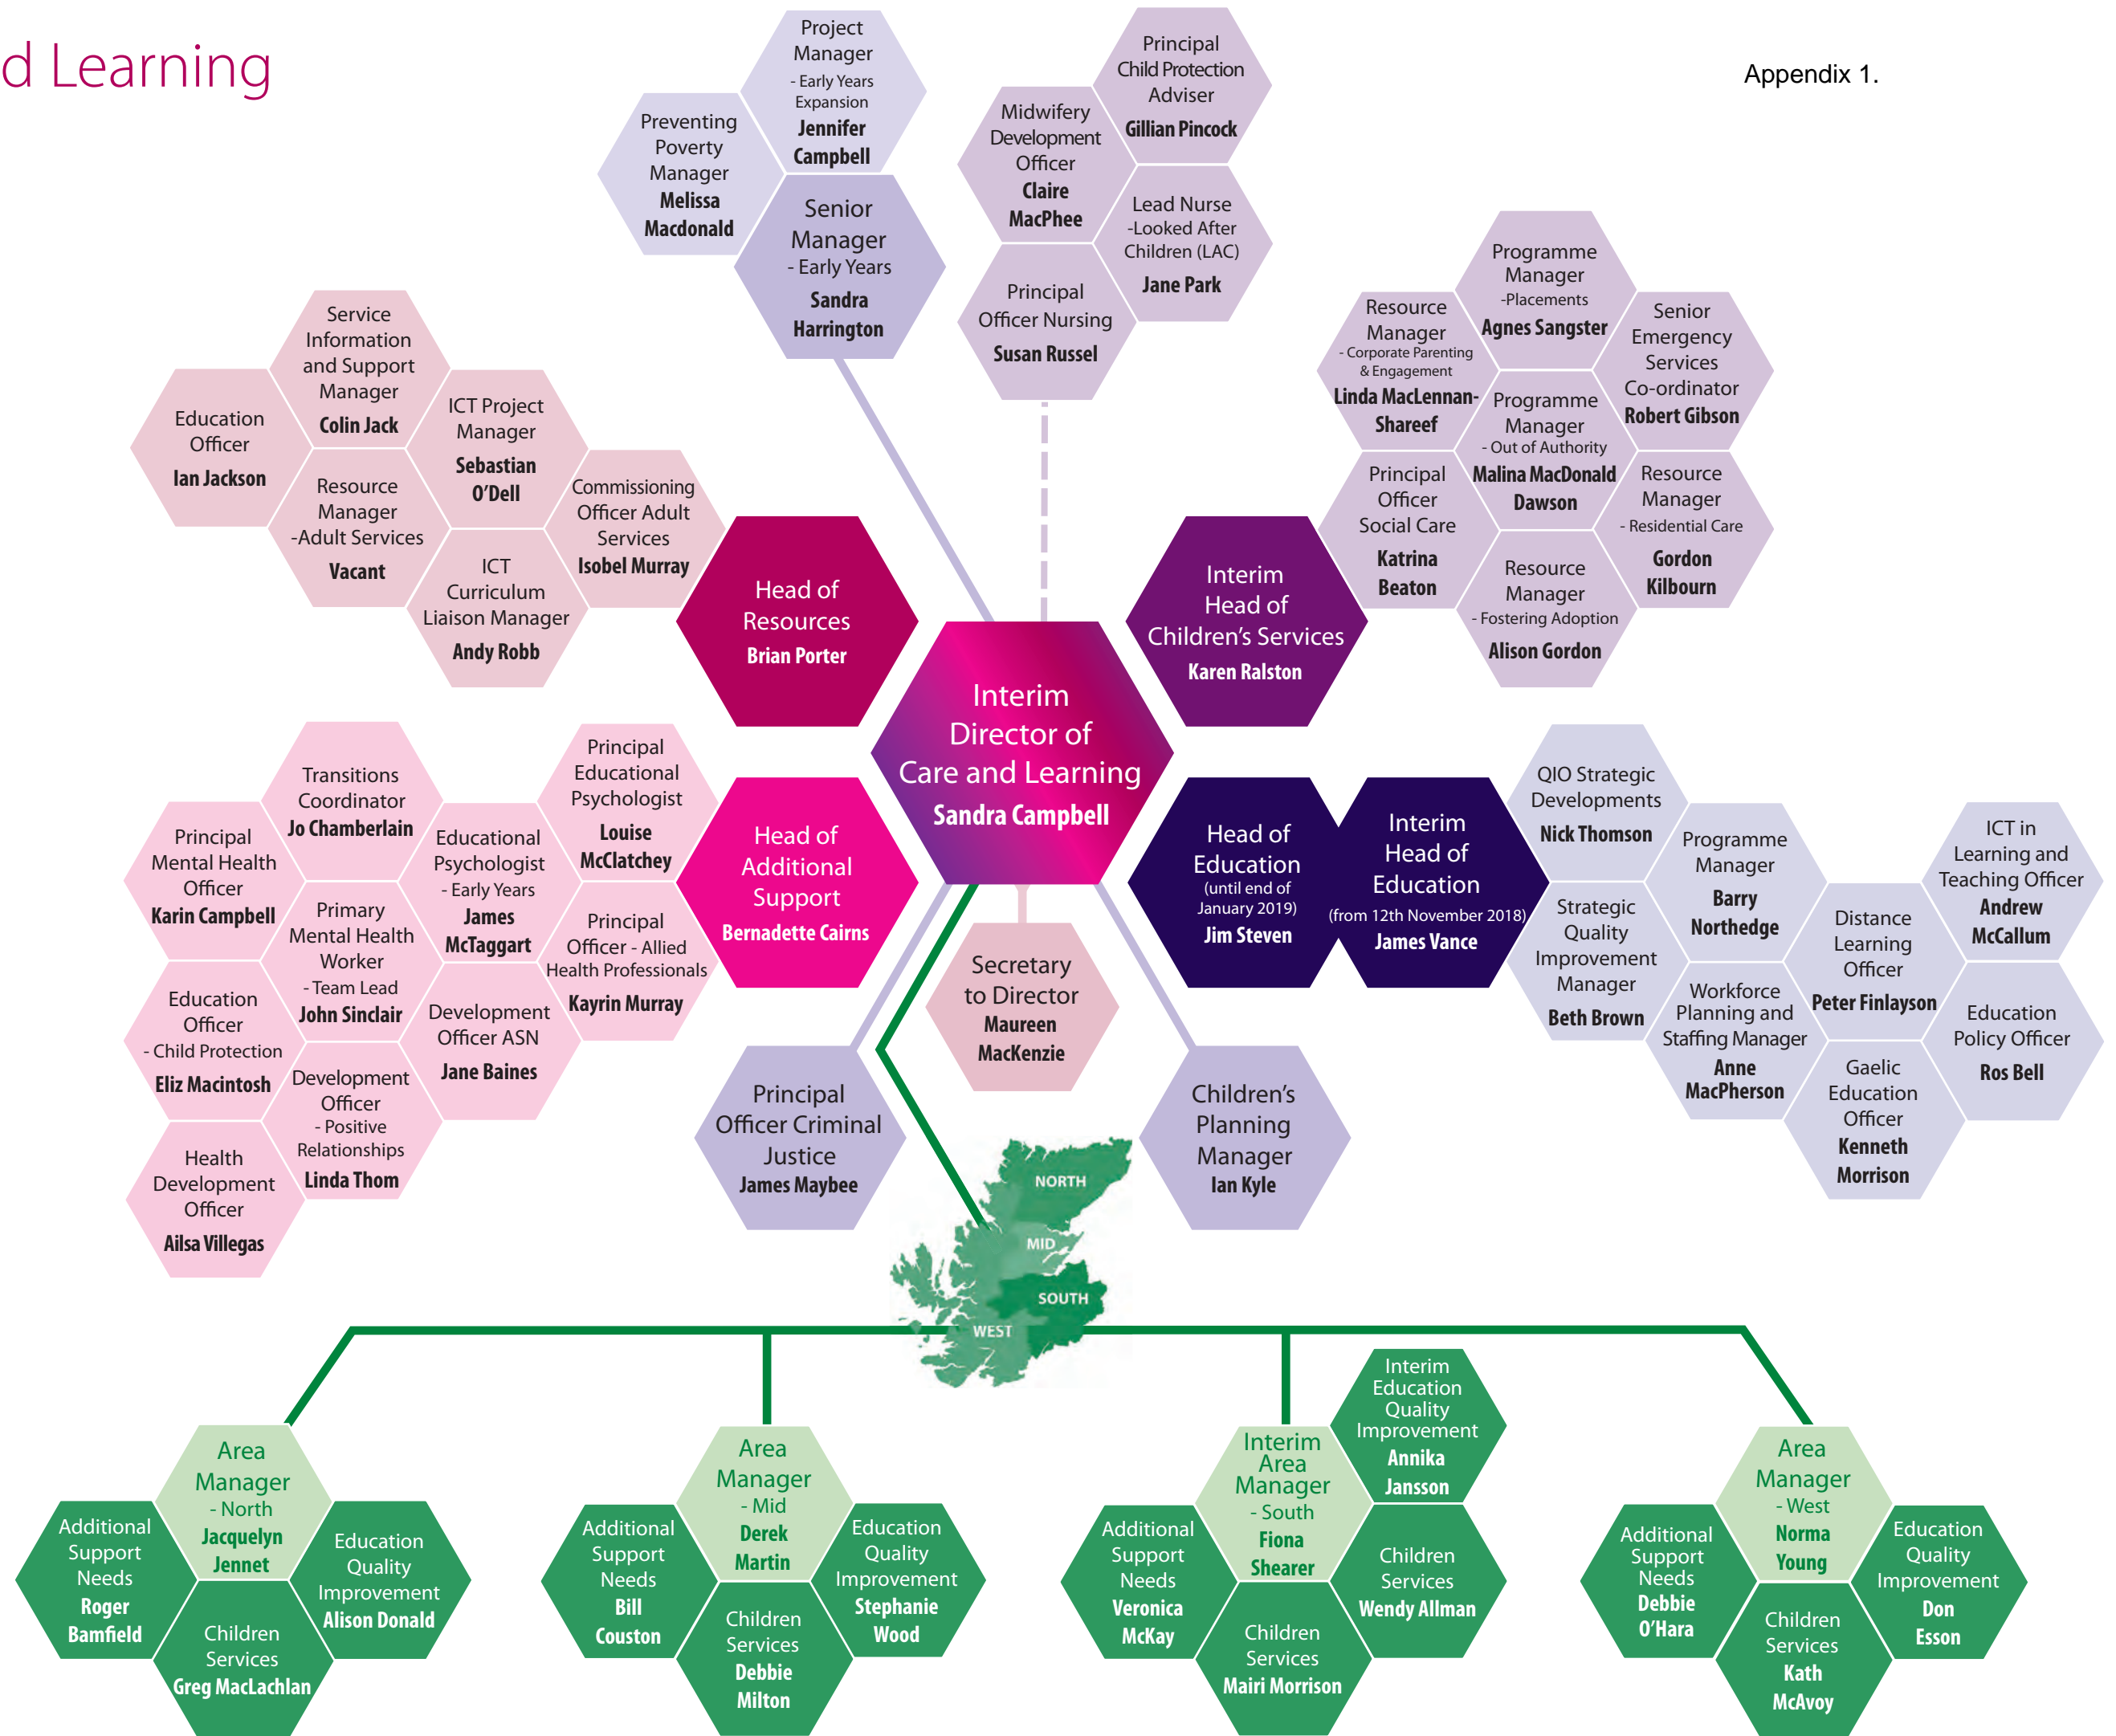 d Learning
Appendix 1.
Project
Manager
- Early Years
Expansion
Jennifer
Campbell
Preventing
Poverty
Manager
Melissa
Macdonald
Senior
Manager
- Early Years
Sandra
Harrington
Principal
Child Protection
Adviser
Gillian Pincock
Midwifery
Development
Officer
Claire
MacPhee
Lead Nurse
-Looked After
Children (LAC)
Jane Park
Principal
Officer Nursing
Susan Russel
Service
Information
and Support
Manager
Colin Jack
Education
Officer
Ian Jackson
ICT Project
Manager
Sebastian
O'Dell
Resource
Manager
-Adult Services
Vacant
Commissioning
Officer Adult
Services
Isobel Murray
ICT
Curriculum
Liaison Manager
Andy Robb
Head of
Resources
Brian Porter
Programme
Manager
-Placements
Agnes Sangster
Resource
Manager
- Corporate Parenting
& Engagement
Linda MacLennan-
Shareef
Senior
Emergency
Services
Co-ordinator
Robert Gibson
Programme
Manager
- Out of Authority
Malina MacDonald
Dawson
Principal
Officer
Social Care
Katrina
Beaton
Resource
Manager
- Residential Care
Gordon
Kilbourn
Resource
Manager
- Fostering Adoption
Alison Gordon
Interim
Head of
Children's Services
Karen Ralston
Interim
Director of
Care and Learning
Sandra Campbell
Transitions
Coordinator
Jo Chamberlain
Principal
Educational
Psychologist
Louise
McClatchey
Principal
Mental Health
Officer
Karin Campbell
Educational
Psychologist
- Early Years
James
McTaggart
Primary
Mental Health
Worker
- Team Lead
John Sinclair
Principal
Officer - Allied
Health Professionals
Kayrin Murray
Education
Officer
- Child Protection
Eliz Macintosh
Development
Officer ASN
Jane Baines
Development
Officer
- Positive
Relationships
Linda Thom
Health
Development
Officer
Ailsa Villegas
Head of
Additional
Support
Bernadette Cairns
Head of
Education
(until end of
January 2019)
Jim Steven
Interim
Head of
Education
(from 12th November 2018)
James Vance
QIO Strategic
Developments
Nick Thomson
Programme
Manager
Barry
Northedge
ICT in
Learning and
Teaching Officer
Andrew
McCallum
Strategic
Quality
Improvement
Manager
Beth Brown
Distance
Learning
Officer
Peter Finlayson
Workforce
Planning and
Staffing Manager
Anne
MacPherson
Education
Policy Officer
Ros Bell
Gaelic
Education
Officer
Kenneth
Morrison
Secretary
to Director
Maureen
MacKenzie
Principal
Officer Criminal
Justice
James Maybee
Children's
Planning
Manager
Ian Kyle
NORTH
MID
SOUTH
WEST
Area
Manager
- North
Jacquelyn
Jennet
Additional
Support
Needs
Roger
Bamfield
Education
Quality
Improvement
Alison Donald
Children
Services
Greg MacLachlan
Area
Manager
- Mid
Derek
Martin
Additional
Support
Needs
Bill
Couston
Education
Quality
Improvement
Stephanie
Wood
Children
Services
Debbie
Milton
Interim
Education
Quality
Improvement
Annika
Jansson
Interim
Area
Manager
- South
Fiona
Shearer
Additional
Support
Needs
Veronica
McKay
Children
Services
Wendy Allman
Children
Services
Mairi Morrison
Area
Manager
- West
Norma
Young
Additional
Support
Needs
Debbie
O'Hara
Education
Quality
Improvement
Don
Esson
Children
Services
Kath
McAvoy